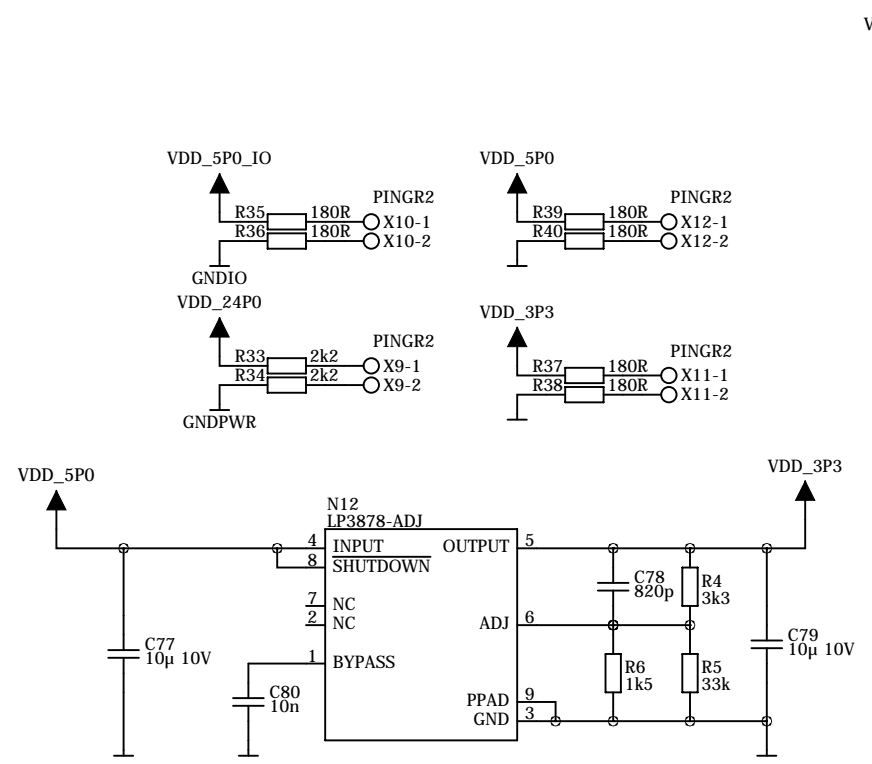 V
VDD_5P0_IO
VDD_5P0
PINGR2
PINGR2
R35 180R X10-1
R39 180R X12-1
R36 180R X10-2
R40 180R X12-2
GNDIO
VDD_24P0
VDD_3P3
PINGR2
PINGR2
R33 2k2 X9-1
R37 180R X11-1
R34 2k2 X9-2
R38 180R X11-2
GNDPWR
VDD_5P0
VDD_3P3
N12
LP3878-ADJ
4 INPUT OUTPUT 5
8 SHUTDOWN
C78
820p
R4
3k3
7 NC
2 NC
ADJ 6
C77
10µ 10V
C79
10µ 10V
1 BYPASS
R6
1k5
R5
33k
C80
10n
PPAD 9
GND 3